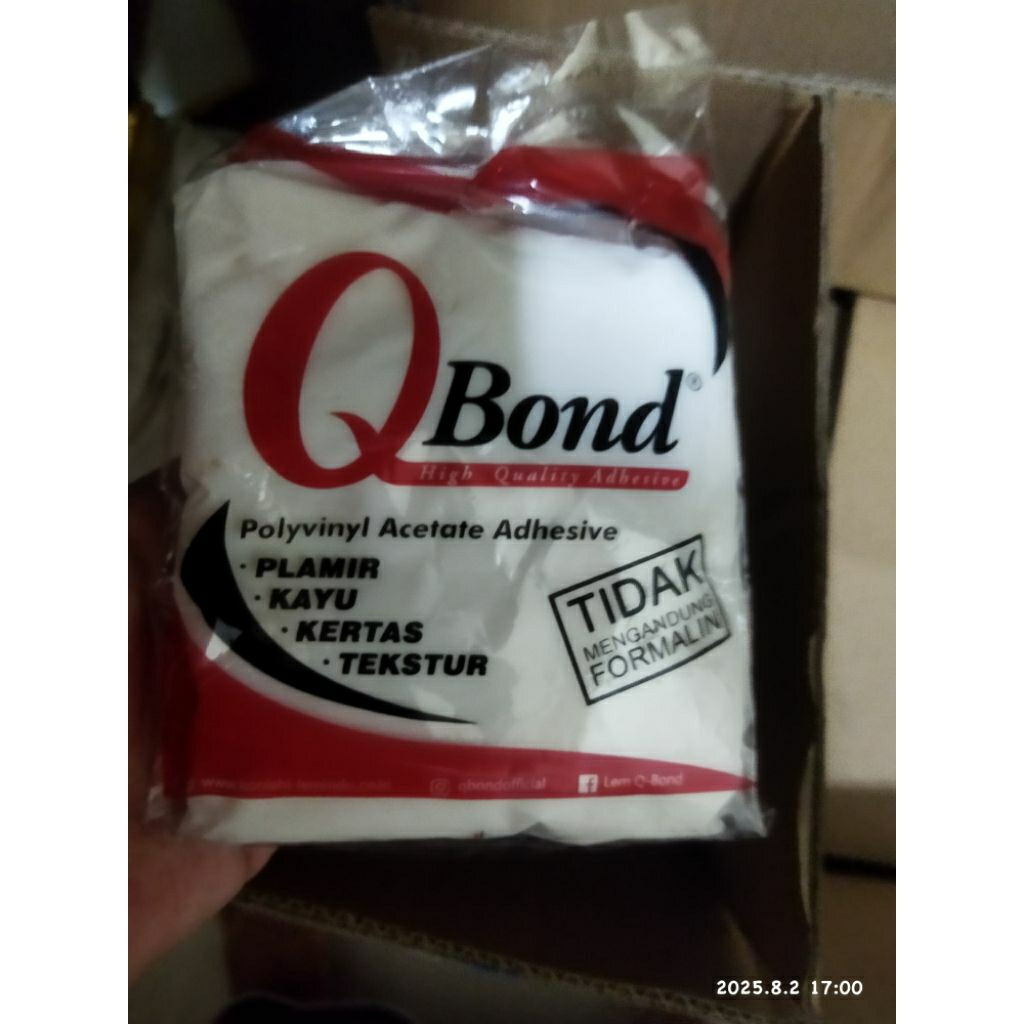 QBond®
High Quality Adhesive
Polyvinyl Acetate Adhesive
· PLAMIR
· KAYU
· KERTAS
· TEKSTUR
TIDAK
MENGANDUNG
FORMALIN
qbondofficial
Lem Q-Bond
2025.8.2 17:00